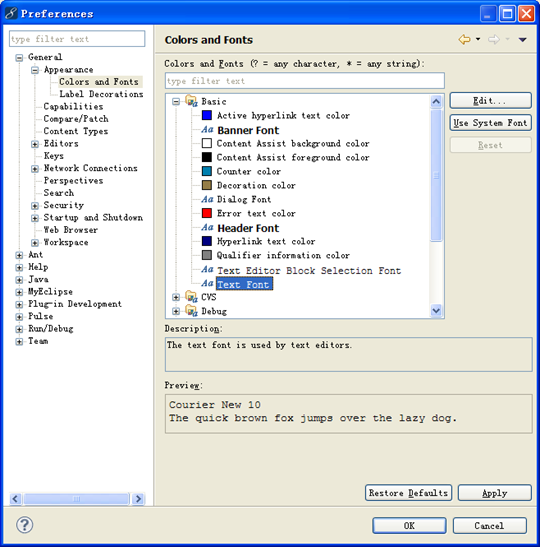 Preferences
type filter text
General
Appearance
Colors and Fonts
Label Decorations
Capabilities
Compare/Patch
Content Types
Editors
Keys
Network Connections
Perspectives
Search
Security
Startup and Shutdown
Web Browser
Workspace
Ant
Help
Java
MyEclipse
Plug-in Development
Pulse
Run/Debug
Team
Colors and Fonts
Colors and Fonts (? = any character, * = any string):
type filter text
Basic
Active hyperlink text color
Aa Banner Font
Content Assist background color
Content Assist foreground color
Counter color
Decoration color
Aa Dialog Font
Error text color
Aa Header Font
Hyperlink text color
Qualifier information color
Aa Text Editor Block Selection Font
Aa Text Font
CVS
Debug
Edit...
Use System Font
Reset
Description:
The text font is used by text editors.
Preview:
Courier New 10
The quick brown fox jumps over the lazy dog.
Restore Defaults
Apply
?
OK
Cancel